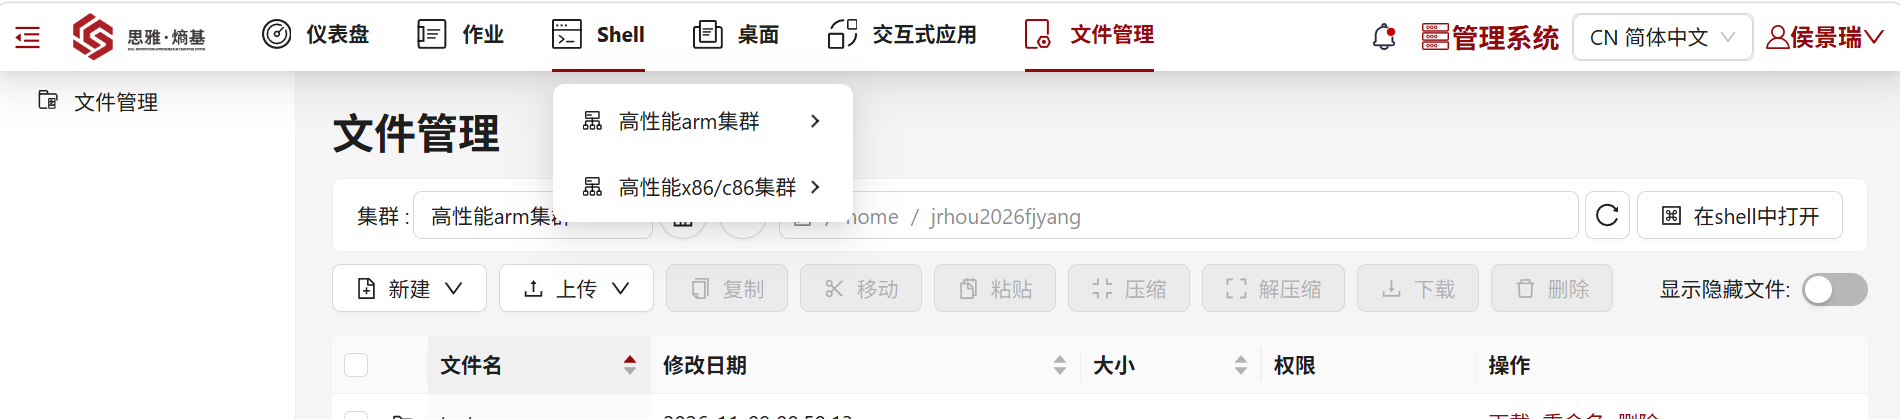 思雅·熵基 仪表盘 作业 Shell 桌面 交互式应用 文件管理 管理系统 CN 简体中文 侯景瑞
文件管理
文件管理
高性能arm集群
高性能x86/c86集群
集群 : 高性能arm集 / home / jrhou2026fjyang 在shell中打开
新建 上传 复制 移动 粘贴 压缩 解压缩 下载 删除 显示隐藏文件:
文件名 修改日期 大小 权限 操作